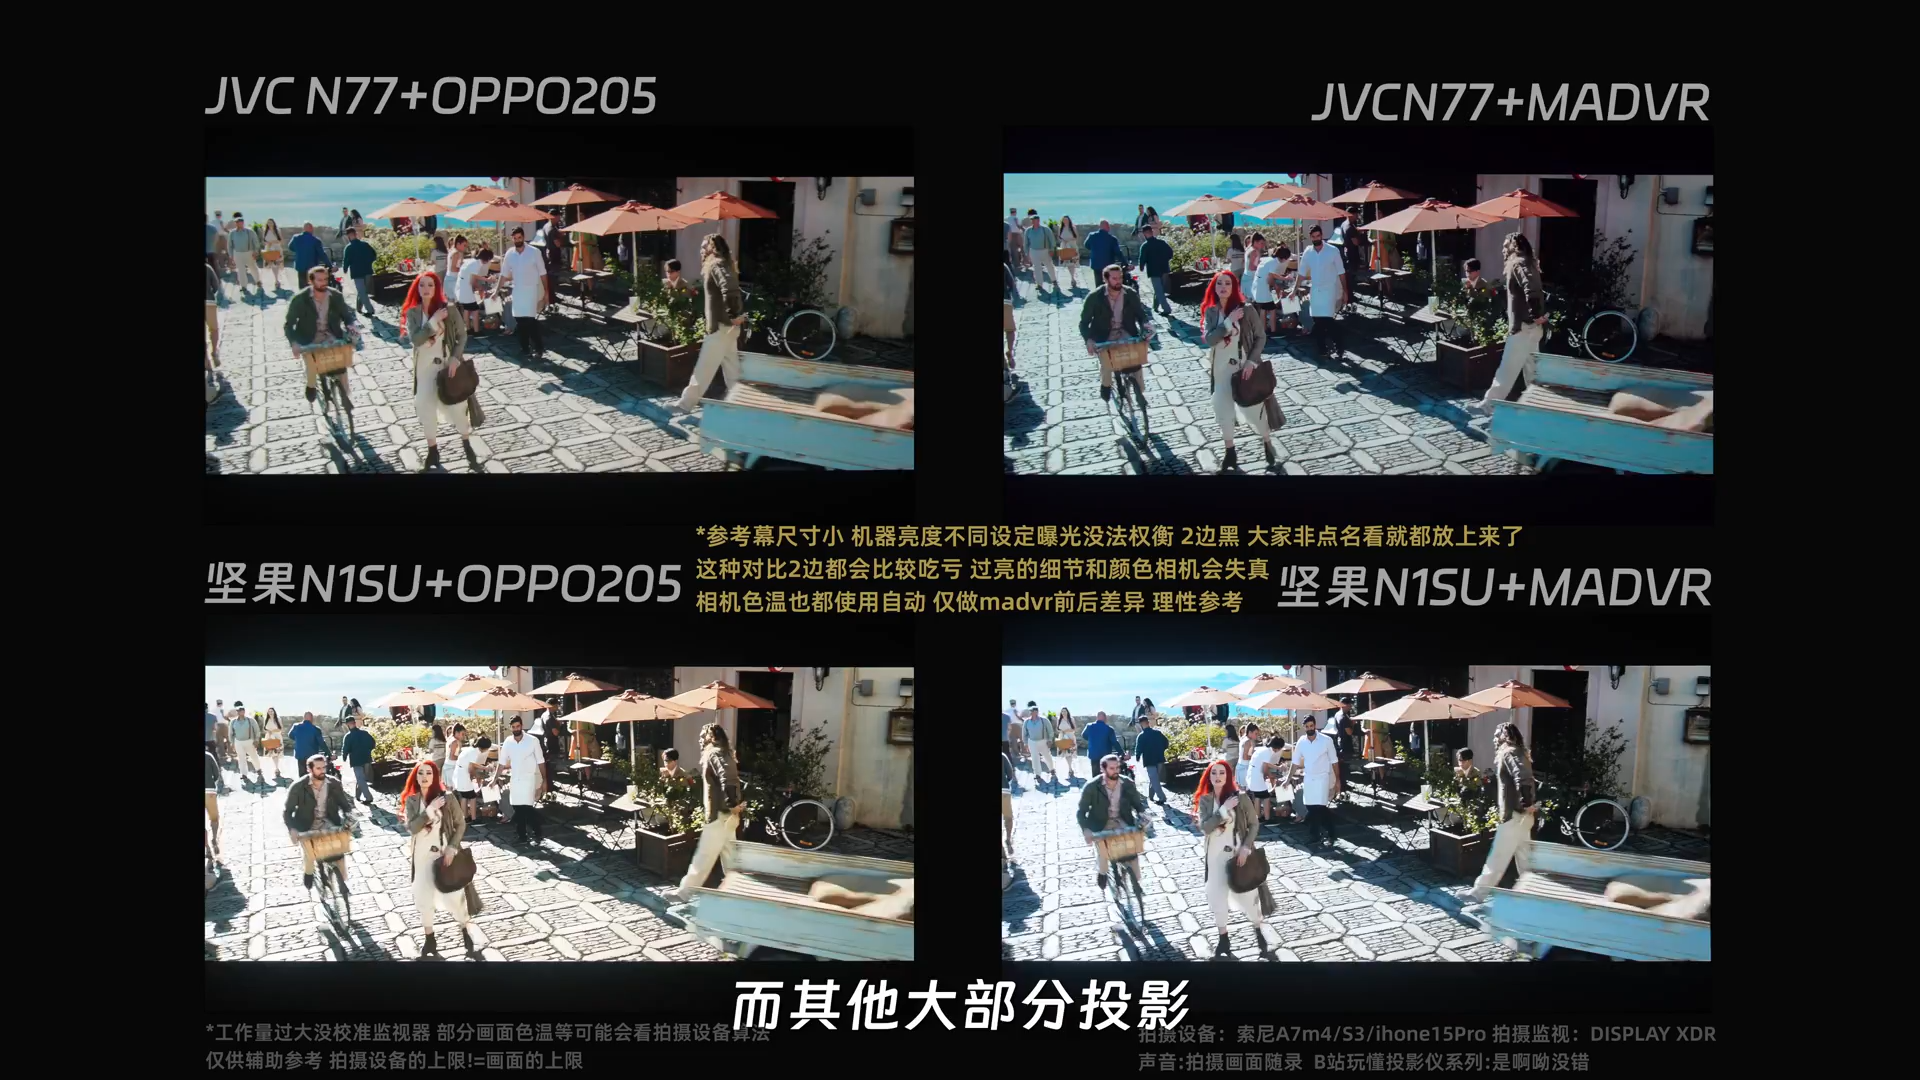 JVC N77+OPPO205
JVCN77+MADVR
*参考幕尺寸小 机器亮度不同设定曝光没法权衡 2边黑 大家非点名看就都放上来了
这种对比2边都会比较吃亏 过亮的细节和颜色相机会失真
相机色温也都使用自动 仅做madvr前后差异 理性参考
坚果N1SU+OPPO205
坚果N1SU+MADVR
而其他大部分投影
*工作量过大没校准监视器 部分画面色温等可能会看拍摄设备算法
仅供辅助参考 拍摄设备的上限!=画面的上限
拍摄设备：索尼A7m4/S3/ihone15Pro 拍摄监视：DISPLAY XDR
声音:拍摄画面随录 B站玩懂投影仪系列:是啊呦没错